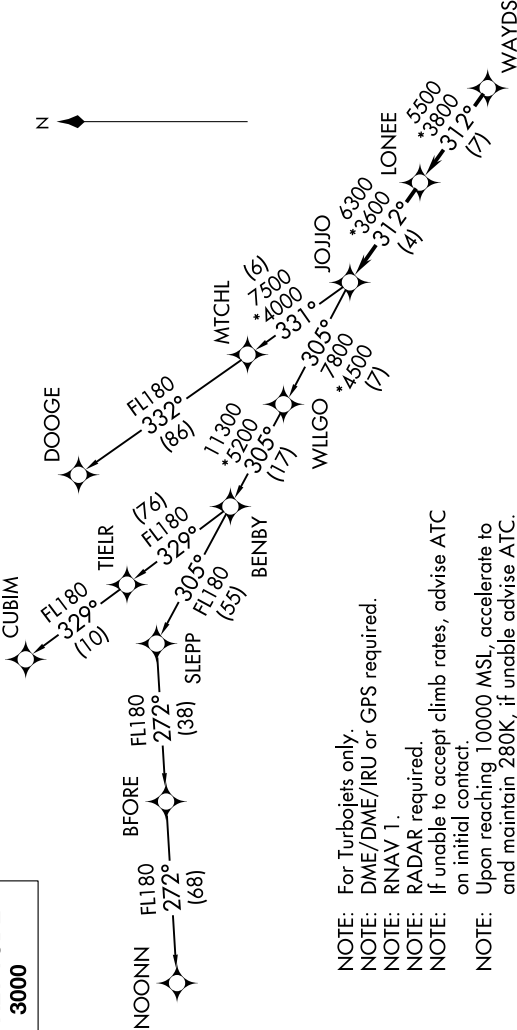 N
WAYDS
5500
*3800
312°
(7)
LONEE
6300
*3600
312°
(4)
JOJJO
(6)
7500
*4000
331°
MTCHL
FL180
332°
(86)
DOOGE
305°
7800
*4500
(7)
WLLGO
11300
*5200
305°
(17)
BENBY
(76)
FL180
329°
TIELR
FL180
329°
(10)
CUBIM
305°
FL180
(55)
SLEPP
FL180
272°
(38)
BFORE
FL180
272°
(68)
NOONN
3000
NOTE: For Turbojets only.
NOTE: DME/DME/IRU or GPS required.
NOTE: RNAV 1.
NOTE: RADAR required.
NOTE: If unable to accept climb rates, advise ATC
on initial contact.
NOTE: Upon reaching 10000 MSL, accelerate to
and maintain 280K, if unable advise ATC.